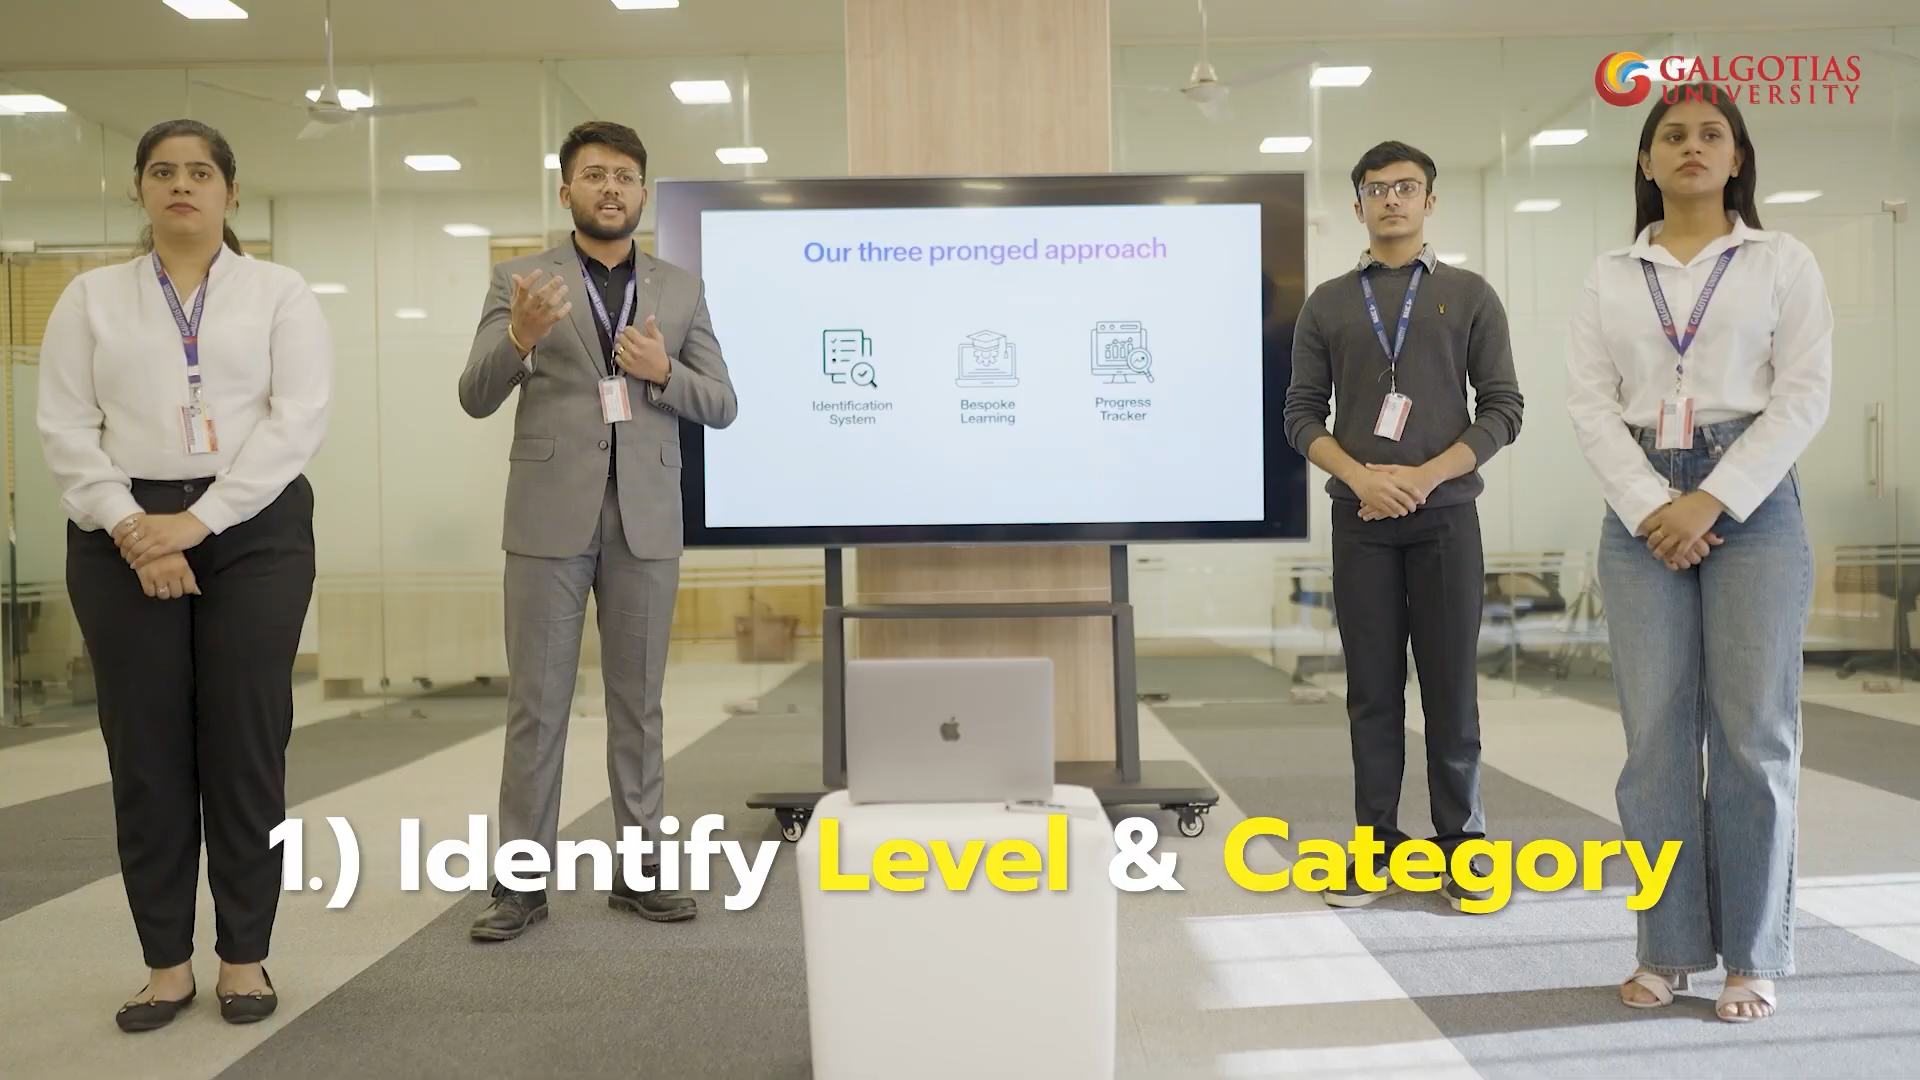 GALGOTIAS
UNIVERSITY
Our three pronged approach
Identification
System
Bespoke
Learning
Progress
Tracker
1.) Identify Level & Category